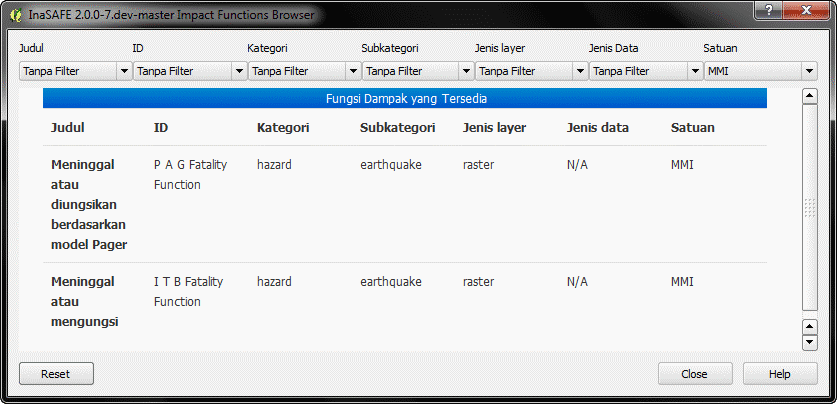 InaSAFE 2.0.0-7.dev-master Impact Functions Browser
Judul ID Kategori Subkategori Jenis layer Jenis Data Satuan
Tanpa Filter Tanpa Filter Tanpa Filter Tanpa Filter Tanpa Filter Tanpa Filter MMI
Fungsi Dampak yang Tersedia
Judul ID Kategori Subkategori Jenis layer Jenis data Satuan
Meninggal P A G Fatality hazard earthquake raster N/A MMI
atau Function
diungsikan
berdasarkan
model Pager
Meninggal I T B Fatality hazard earthquake raster N/A MMI
atau Function
mengungsi
Reset Close Help